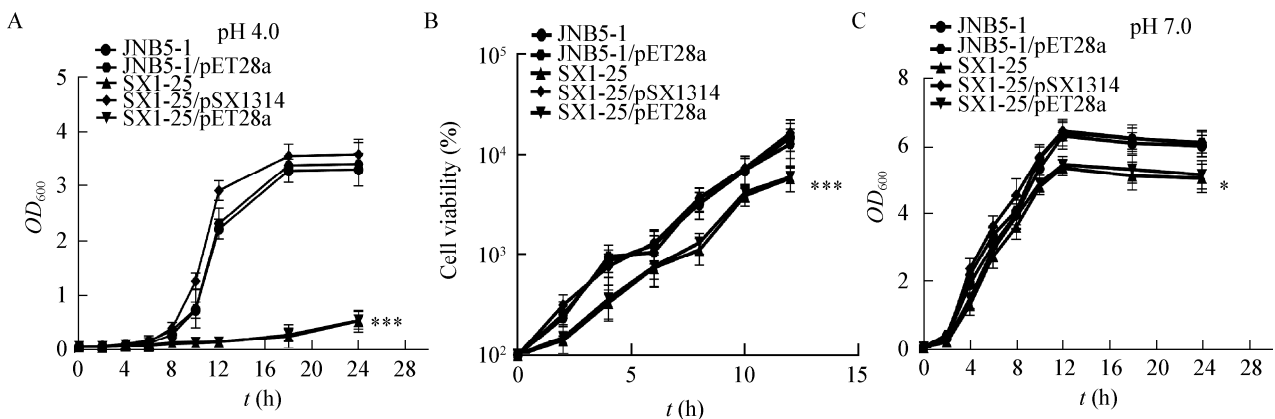 A
pH 4.0
JNB5-1
JNB5-1/pET28a
SX1-25
SX1-25/pSX1314
SX1-25/pET28a
5
4
3
2
1
0
OD600
***
0 4 8 12 16 20 24 28
t (h)
B
JNB5-1
JNB5-1/pET28a
SX1-25
SX1-25/pSX1314
SX1-25/pET28a
10^5
10^4
10^3
10^2
Cell viability (%)
***
0 5 10 15
t (h)
C
pH 7.0
JNB5-1
JNB5-1/pET28a
SX1-25
SX1-25/pSX1314
SX1-25/pET28a
8
6
4
2
0
OD600
*
0 4 8 12 16 20 24 28
t (h)